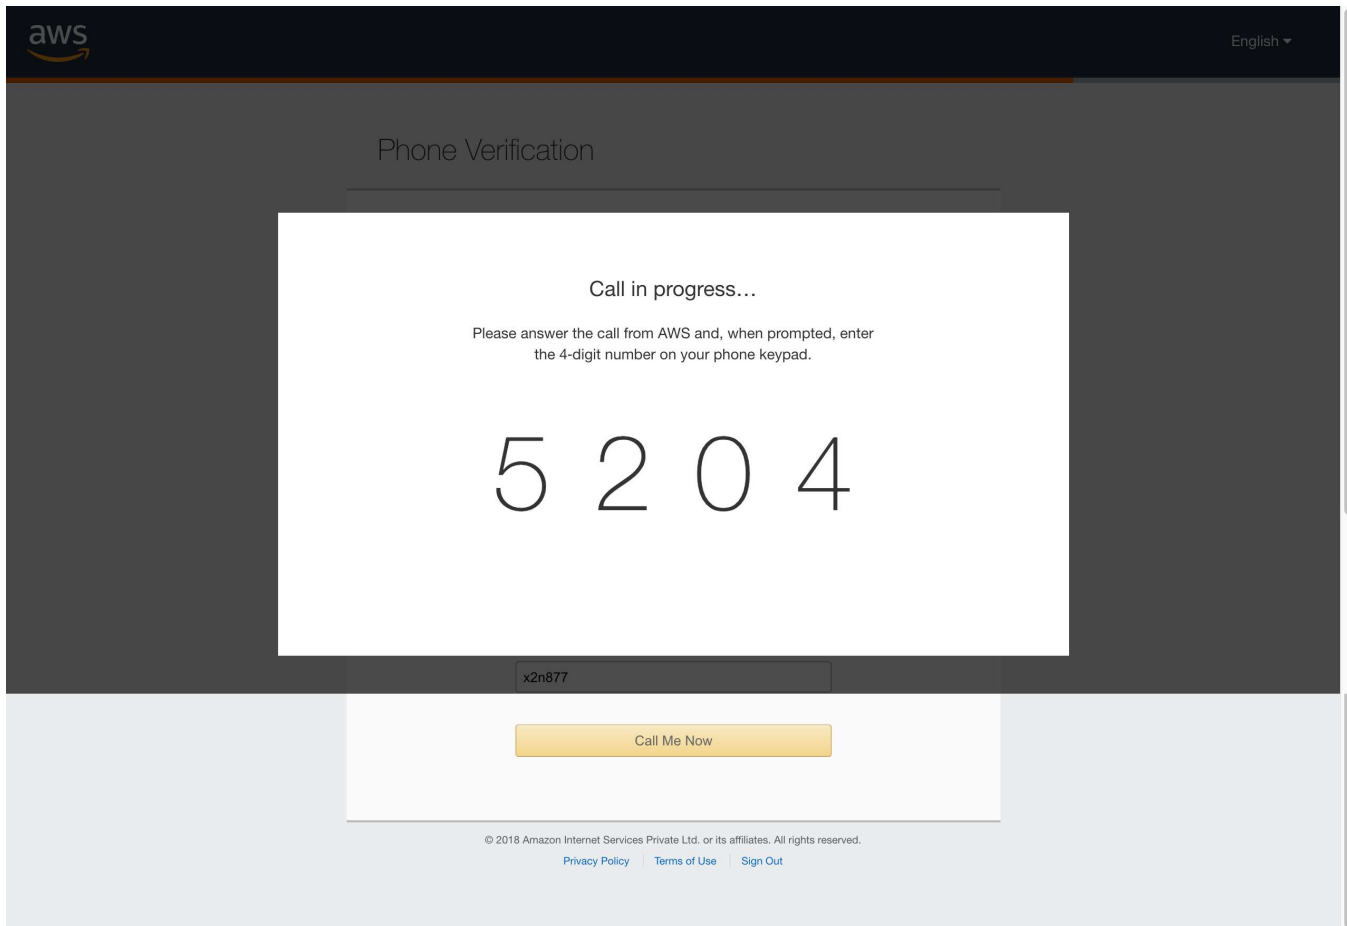 aws
English
Phone Verification
Call in progress...
Please answer the call from AWS and, when prompted, enter
the 4-digit number on your phone keypad.
5 2 0 4
x2n877
Call Me Now
© 2018 Amazon Internet Services Private Ltd. or its affiliates. All rights reserved.
Privacy Policy Terms of Use Sign Out